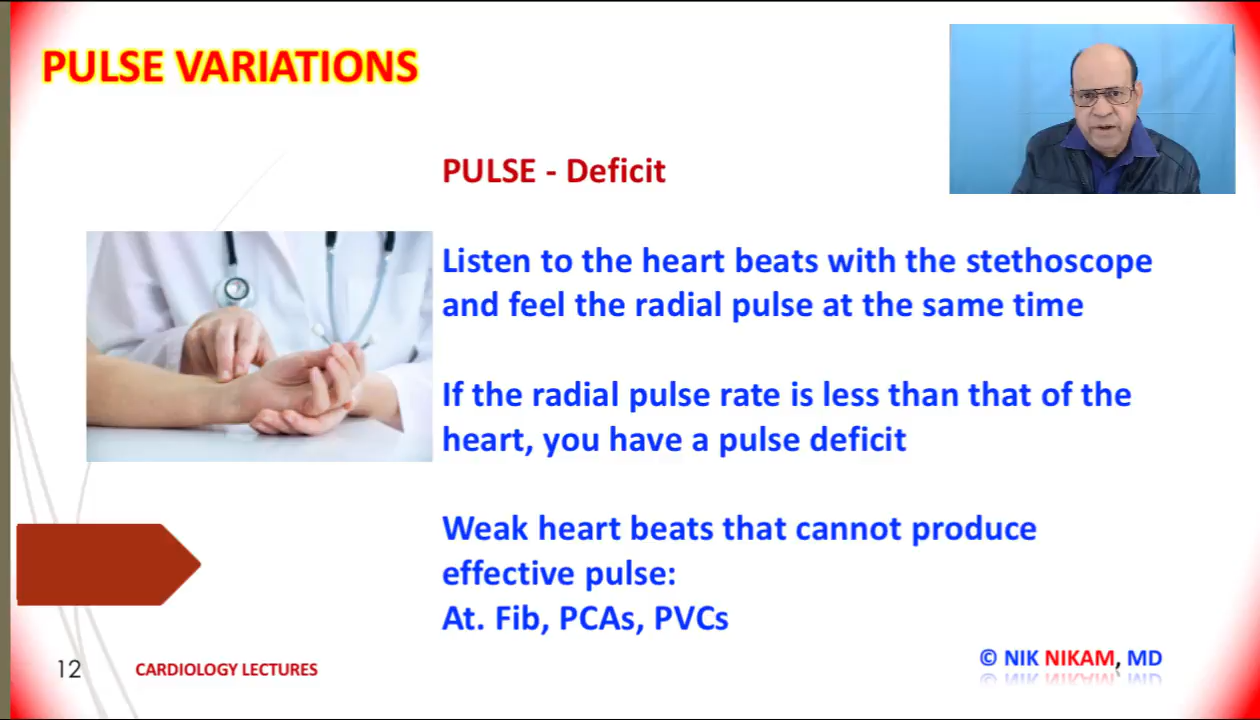 PULSE VARIATIONS
PULSE - Deficit
Listen to the heart beats with the stethoscope
and feel the radial pulse at the same time
If the radial pulse rate is less than that of the
heart, you have a pulse deficit
Weak heart beats that cannot produce
effective pulse:
At. Fib, PCAs, PVCs
12
CARDIOLOGY LECTURES
© NIK NIKAM, MD